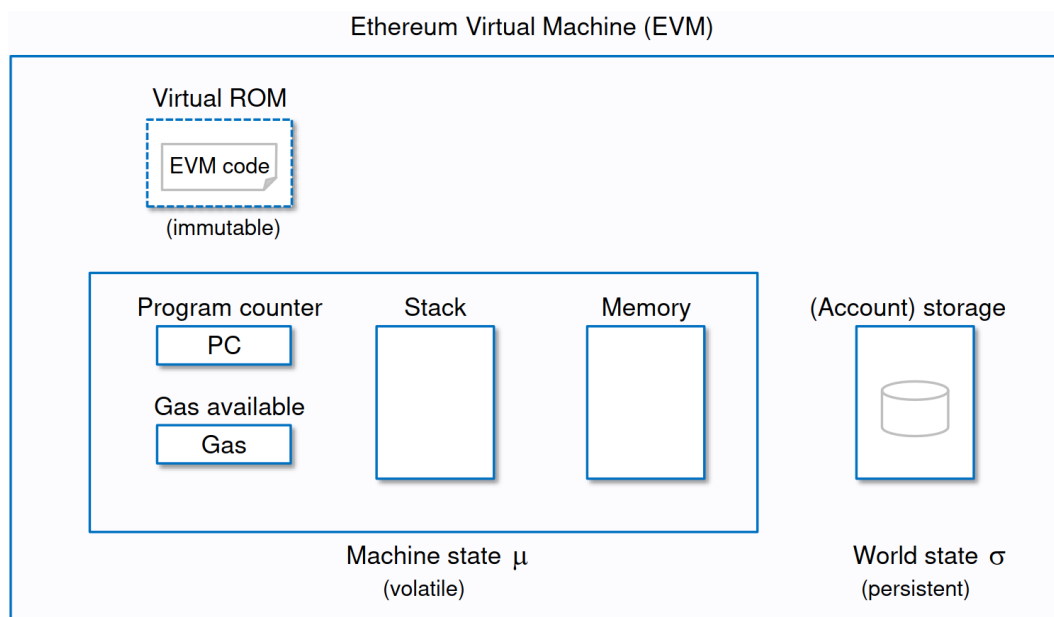 Ethereum Virtual Machine (EVM)
Virtual ROM
EVM code
(immutable)
Program counter
PC
Gas available
Gas
Stack
Memory
(Account) storage
Machine state μ
(volatile)
World state σ
(persistent)